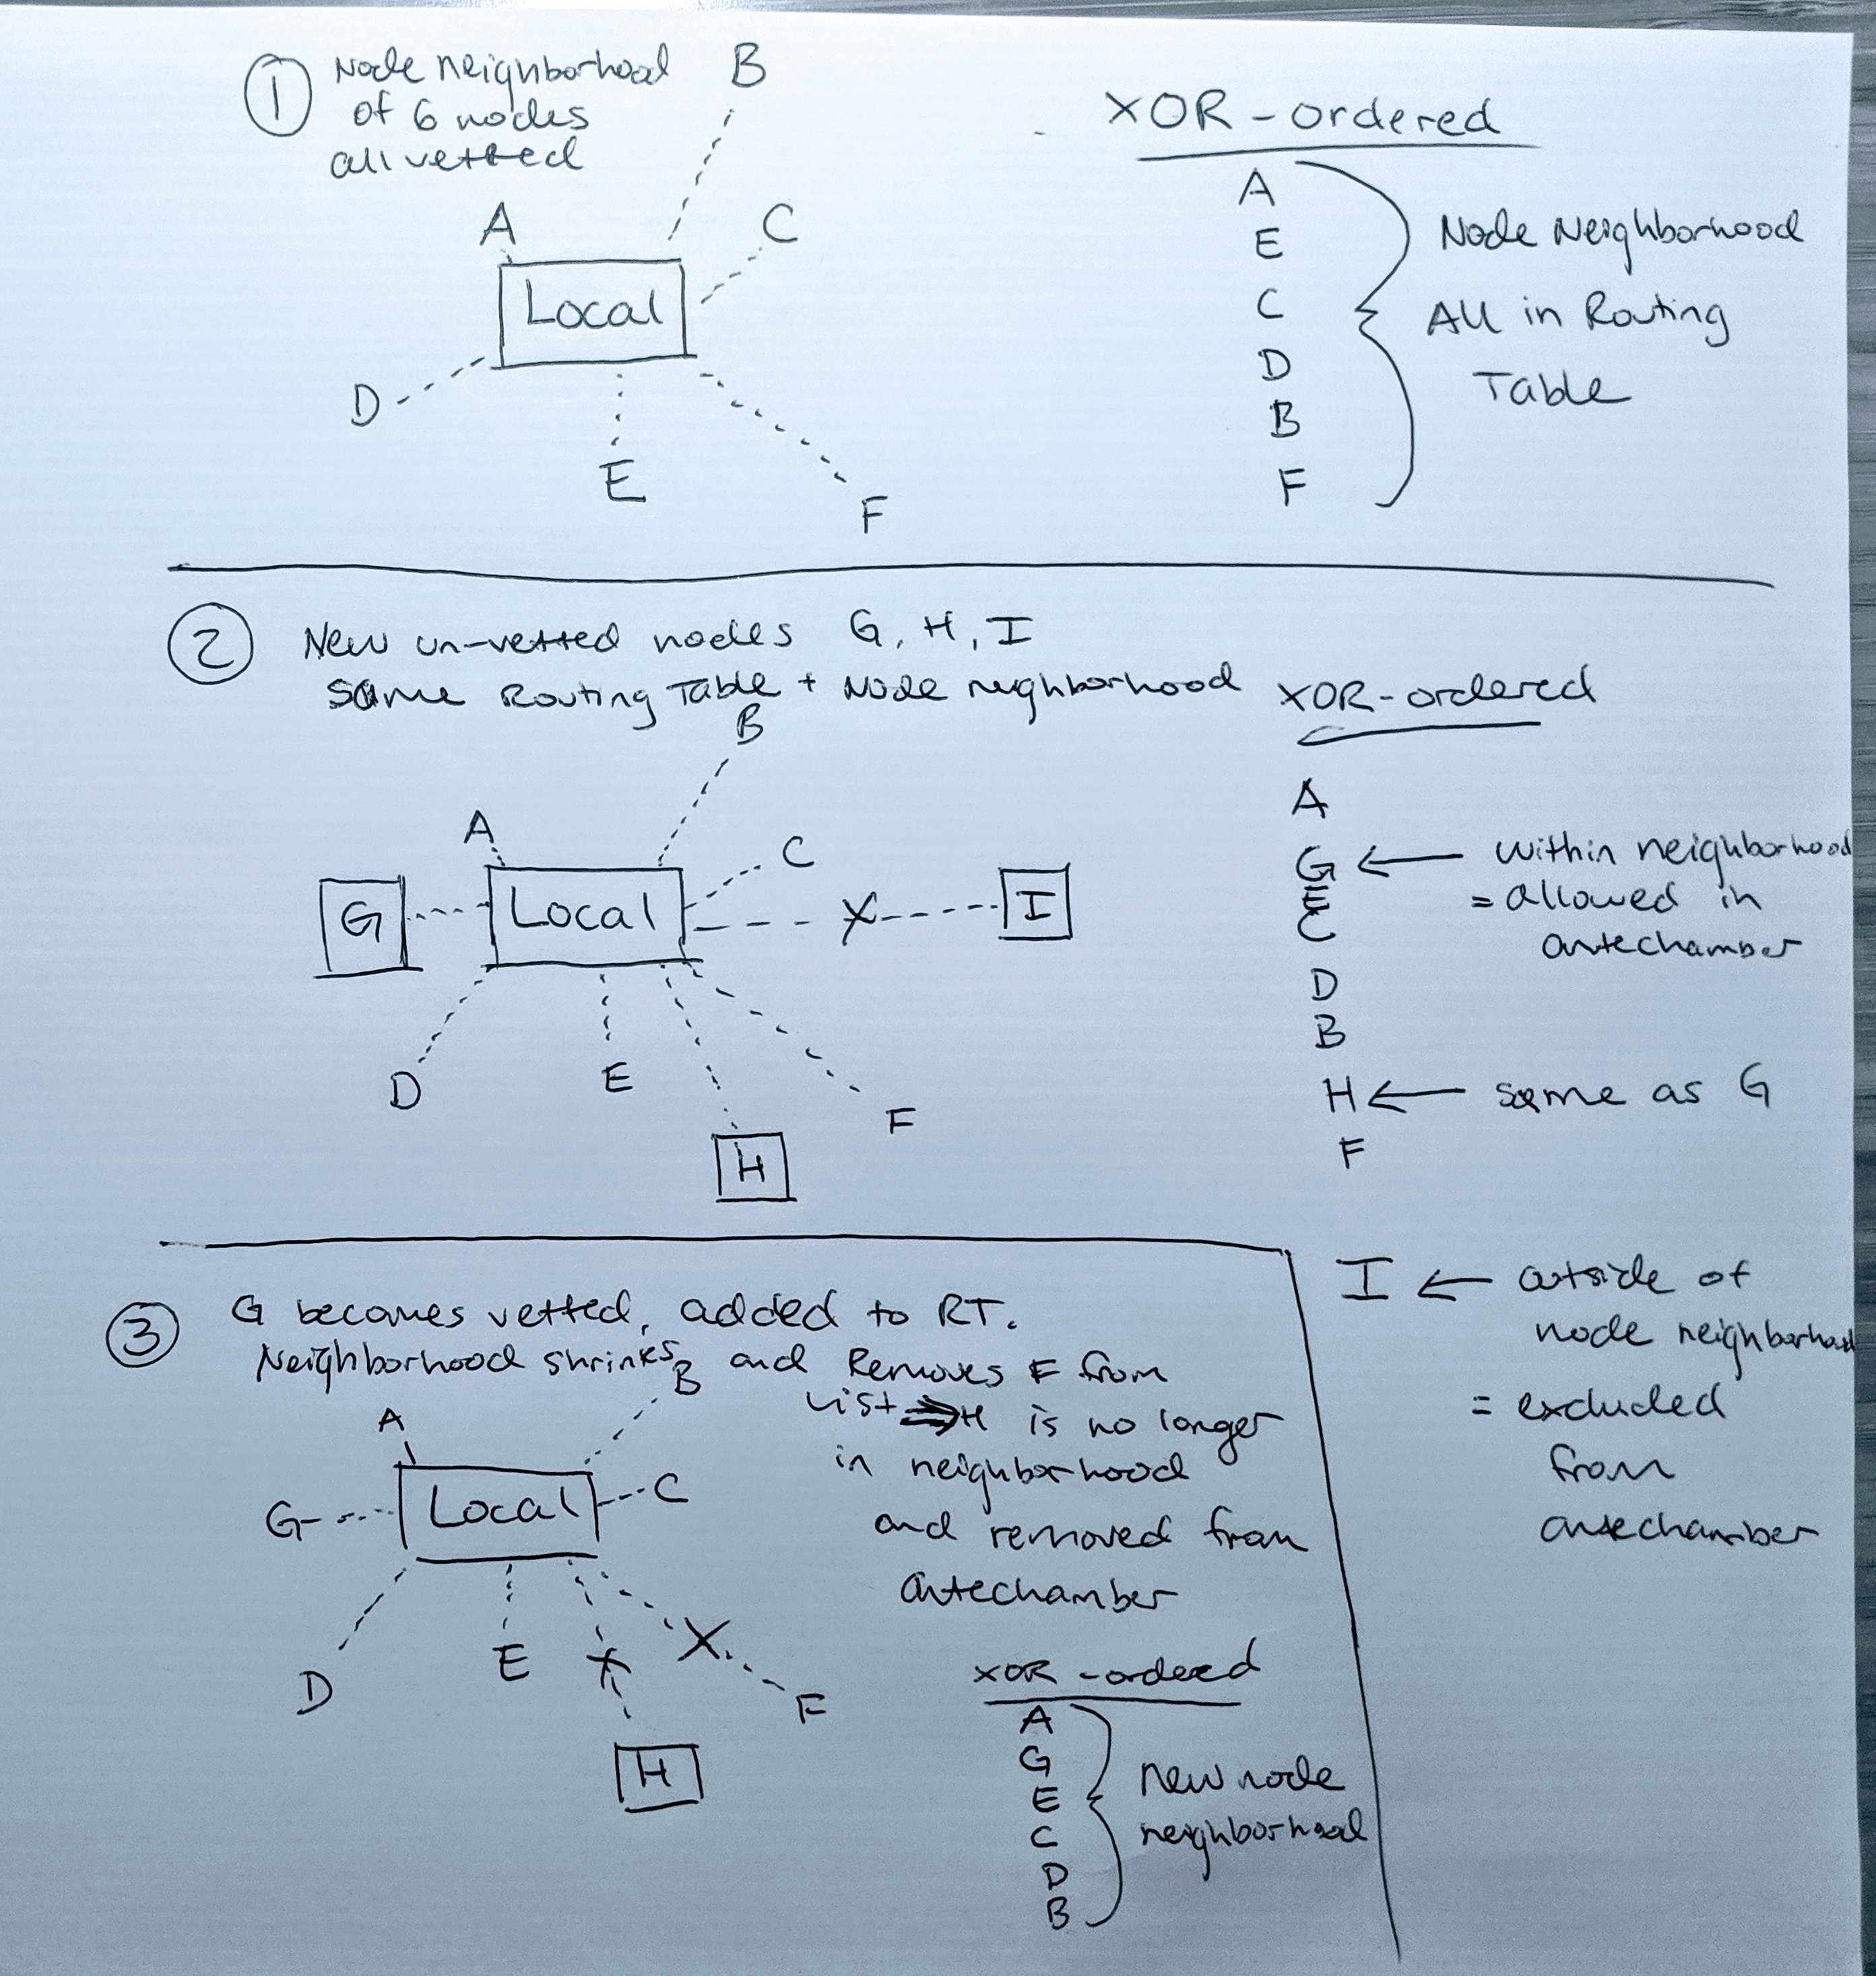 1
Node neighborhood
of 6 nodes
all vetted
B
A
C
Local
D
E
F
XOR-ordered
A
E
C
D
B
F
Node Neighborhood
All in Routing
Table
2
New un-vetted nodes G, H, I
Same Routing Table + Node neighborhood
B
A
C
G
Local
X
I
D
E
F
H
XOR-ordered
A
G ← within neighborhood
E = allowed in
C antechamber
D
B
H ← same as G
F
I ← outside of
node neighborhood
= excluded
from
antechamber
3
G becomes vetted, added to RT.
Neighborhood shrinks and Removes F from
List ⇒ H is no longer
in neighborhood
and removed from
antechamber
B
A
G
Local
C
D
E
X
X
F
H
XOR-ordered
A
G
E
C
D
B
New node
neighborhood